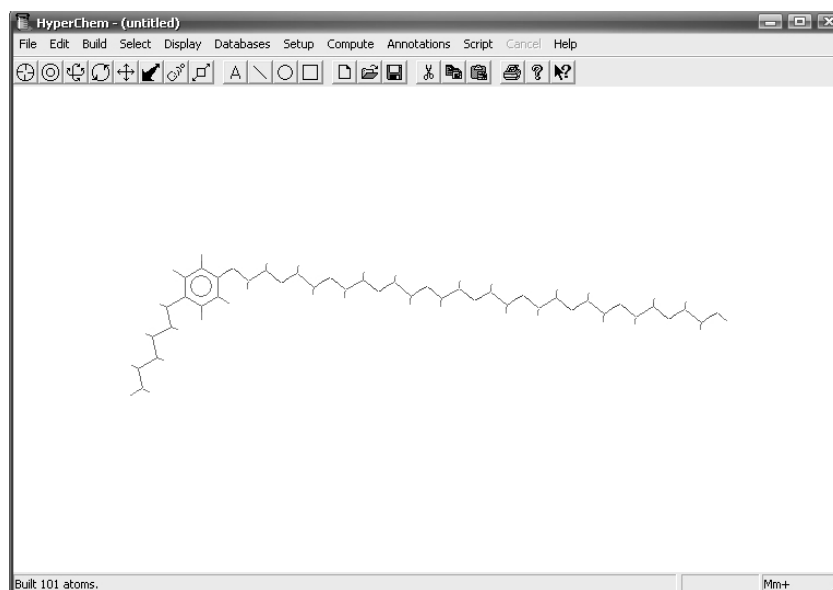 HyperChem - (untitled)
File Edit Build Select Display Databases Setup Compute Annotations Script Cancel Help
A ? ?
Built 101 atoms. Mm+